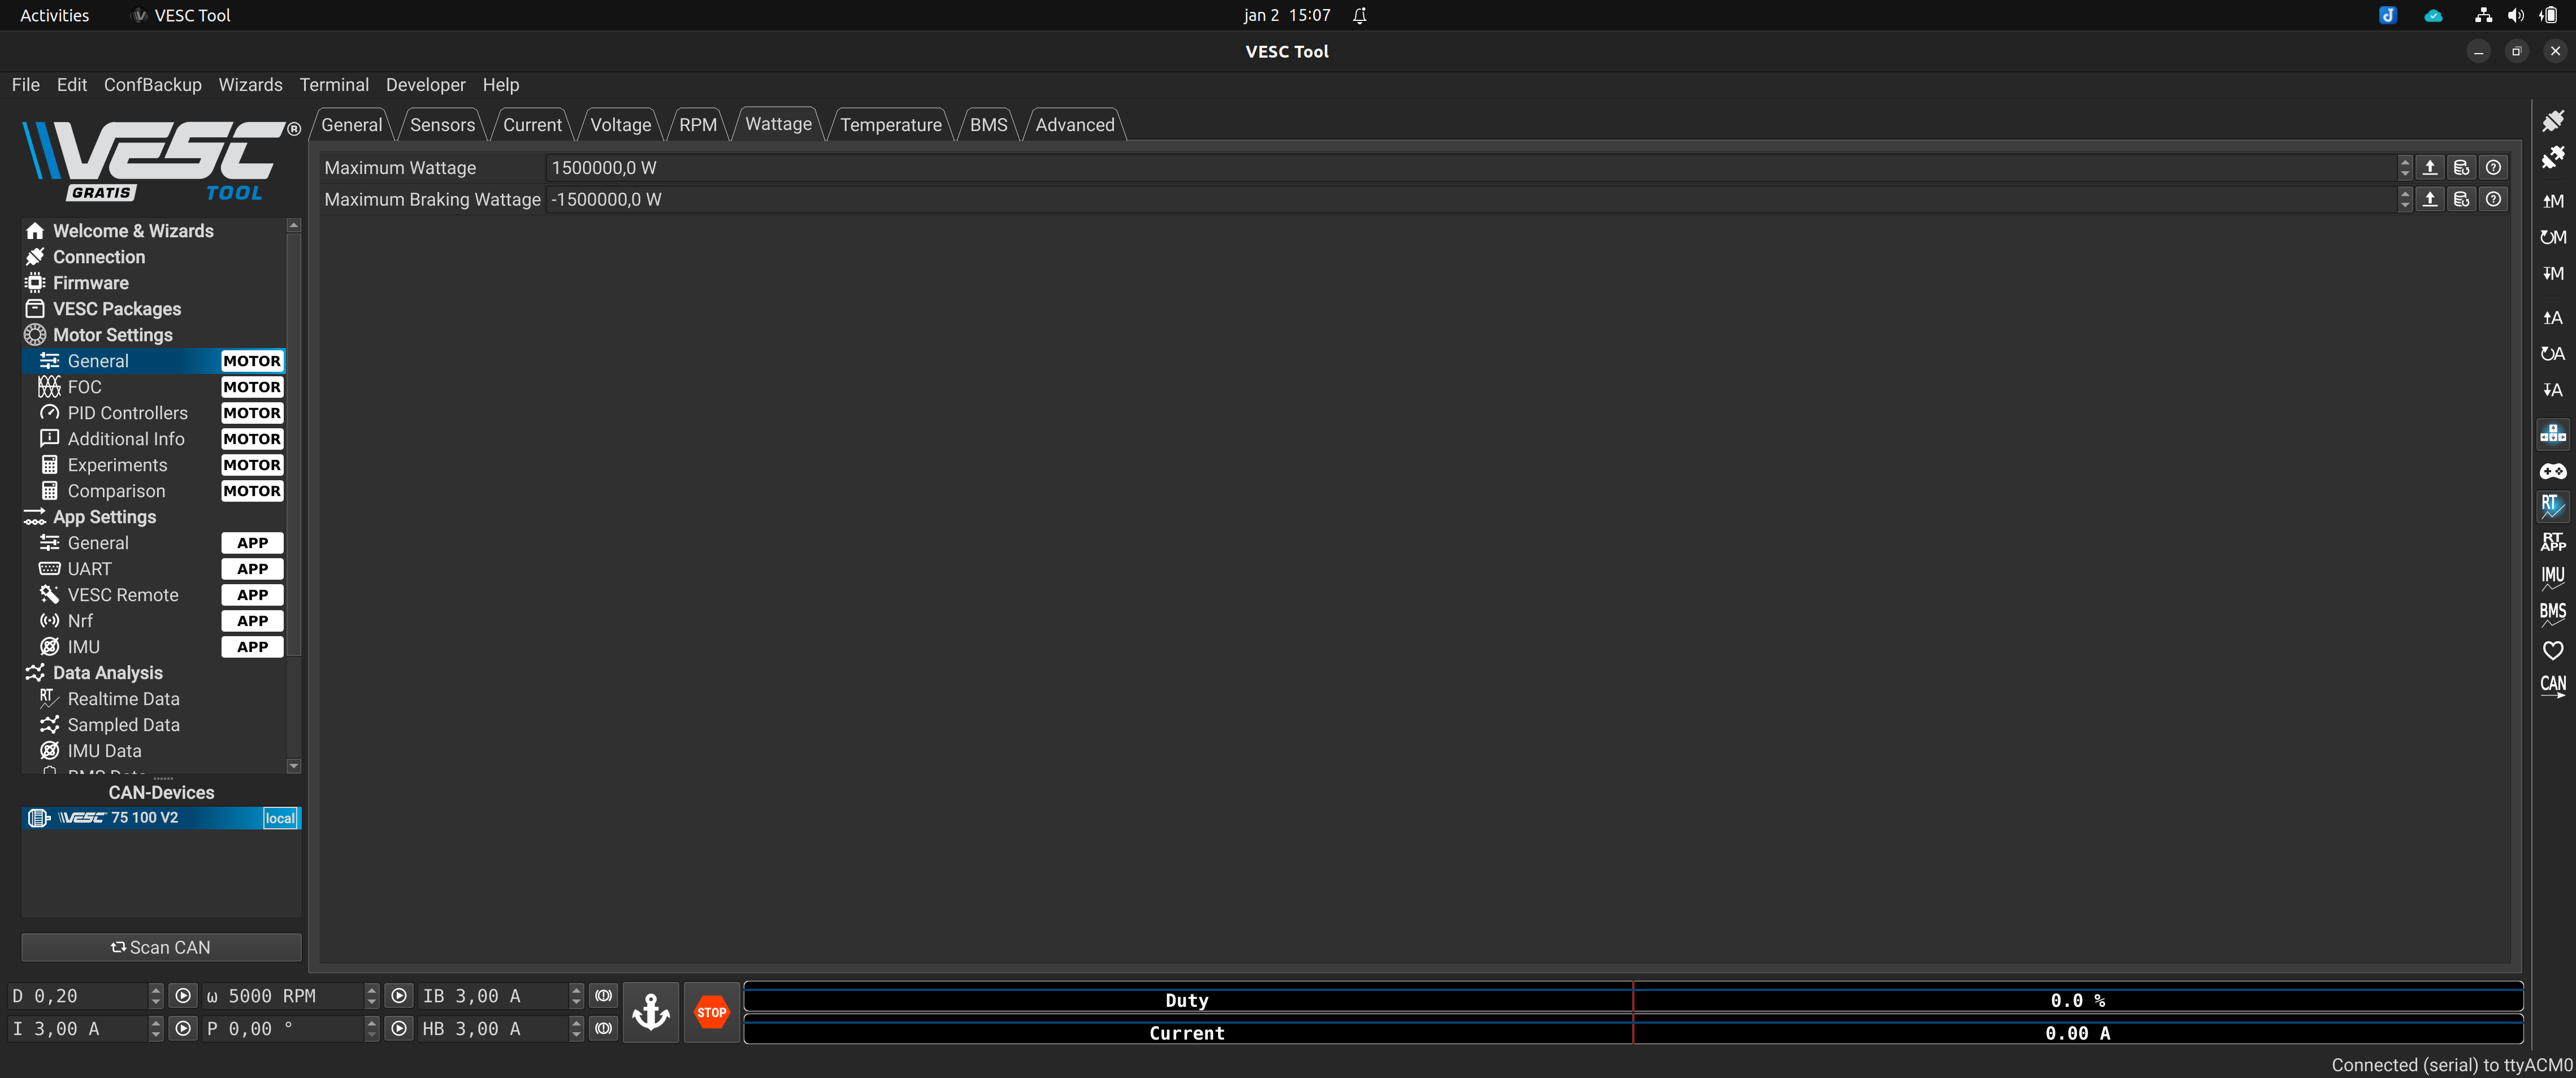 Activities VESC Tool jan 2 15:07
VESC Tool
File Edit ConfBackup Wizards Terminal Developer Help
VESC®
GRATIS TOOL
General Sensors Current Voltage RPM Wattage Temperature BMS Advanced
Maximum Wattage 1500000,0 W
Maximum Braking Wattage -1500000,0 W
Welcome & Wizards
Connection
Firmware
VESC Packages
Motor Settings
General MOTOR
FOC MOTOR
PID Controllers MOTOR
Additional Info MOTOR
Experiments MOTOR
Comparison MOTOR
App Settings
General APP
UART APP
VESC Remote APP
Nrf APP
IMU APP
Data Analysis
RT Realtime Data
Sampled Data
IMU Data
BMS Data
CAN-Devices
VESC 75 100 V2 local
Scan CAN
M
M
M
A
A
A
RT
RT
APP
IMU
BMS
CAN
D 0,20 ω 5000 RPM IB 3,00 A
I 3,00 A P 0,00 ° HB 3,00 A
STOP
Duty 0.0 %
Current 0.00 A
Connected (serial) to ttyACM0